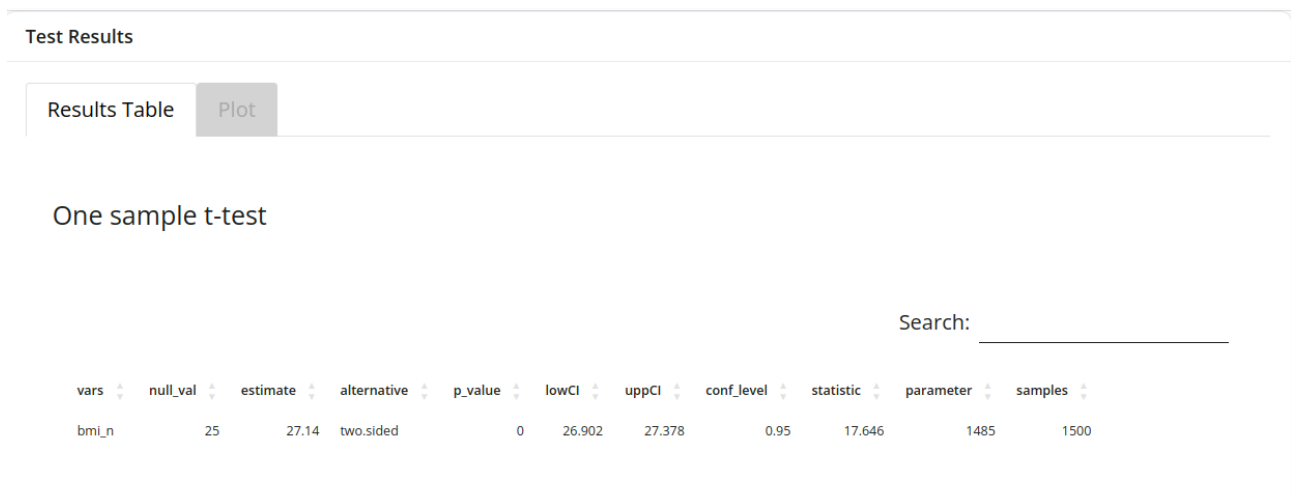 Test Results
Results Table Plot
One sample t-test
Search:
vars null_val estimate alternative p_value lowCI uppCI conf_level statistic parameter samples
bmi_n 25 27.14 two.sided 0 26.902 27.378 0.95 17.646 1485 1500